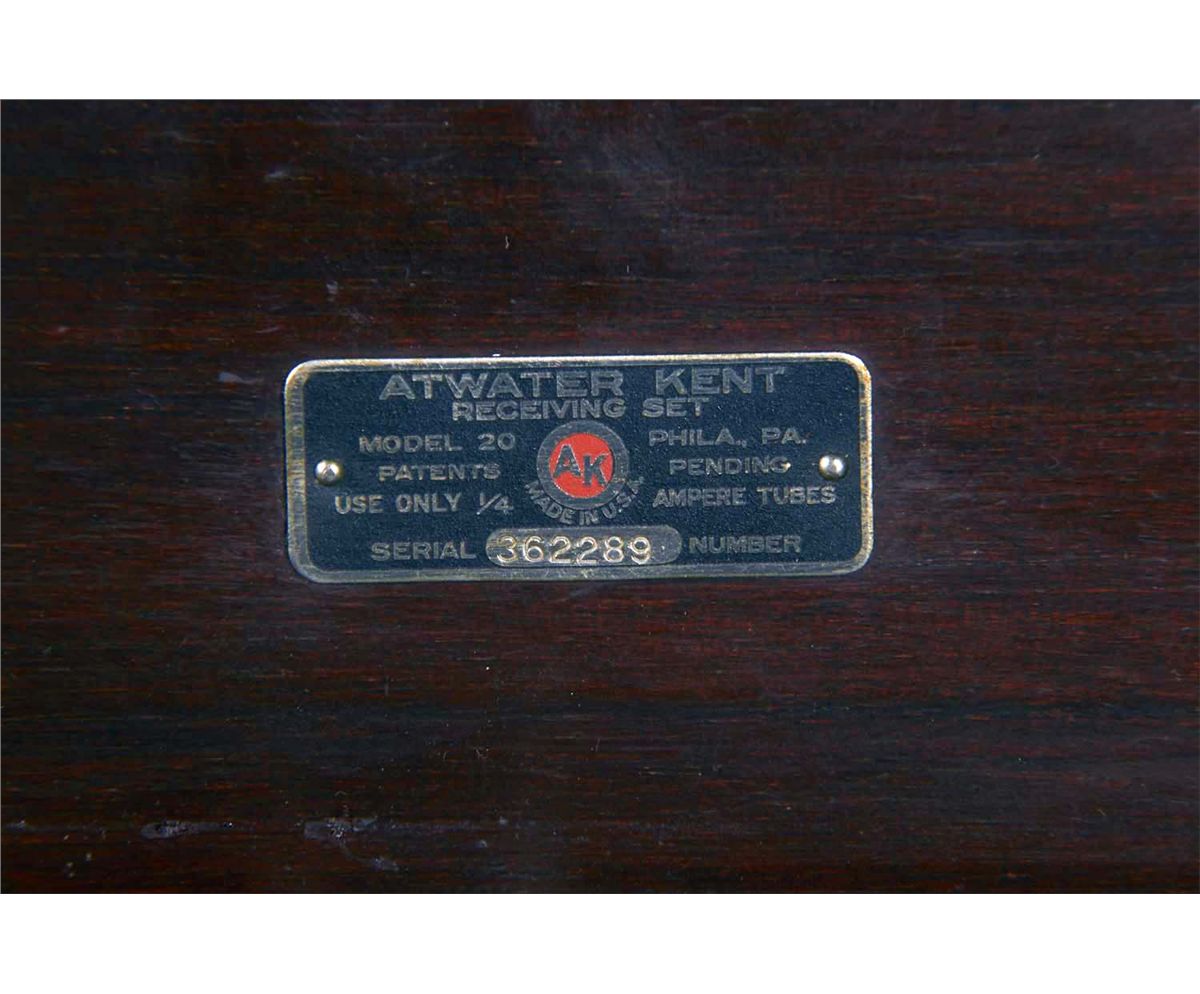 ATWATER KENT
RECEIVING SET
MODEL 20 AK PHILA., PA.
PATENTS PENDING
USE ONLY 1/4 AMPERE TUBES
MADE IN U.S.A.
SERIAL 362289 NUMBER